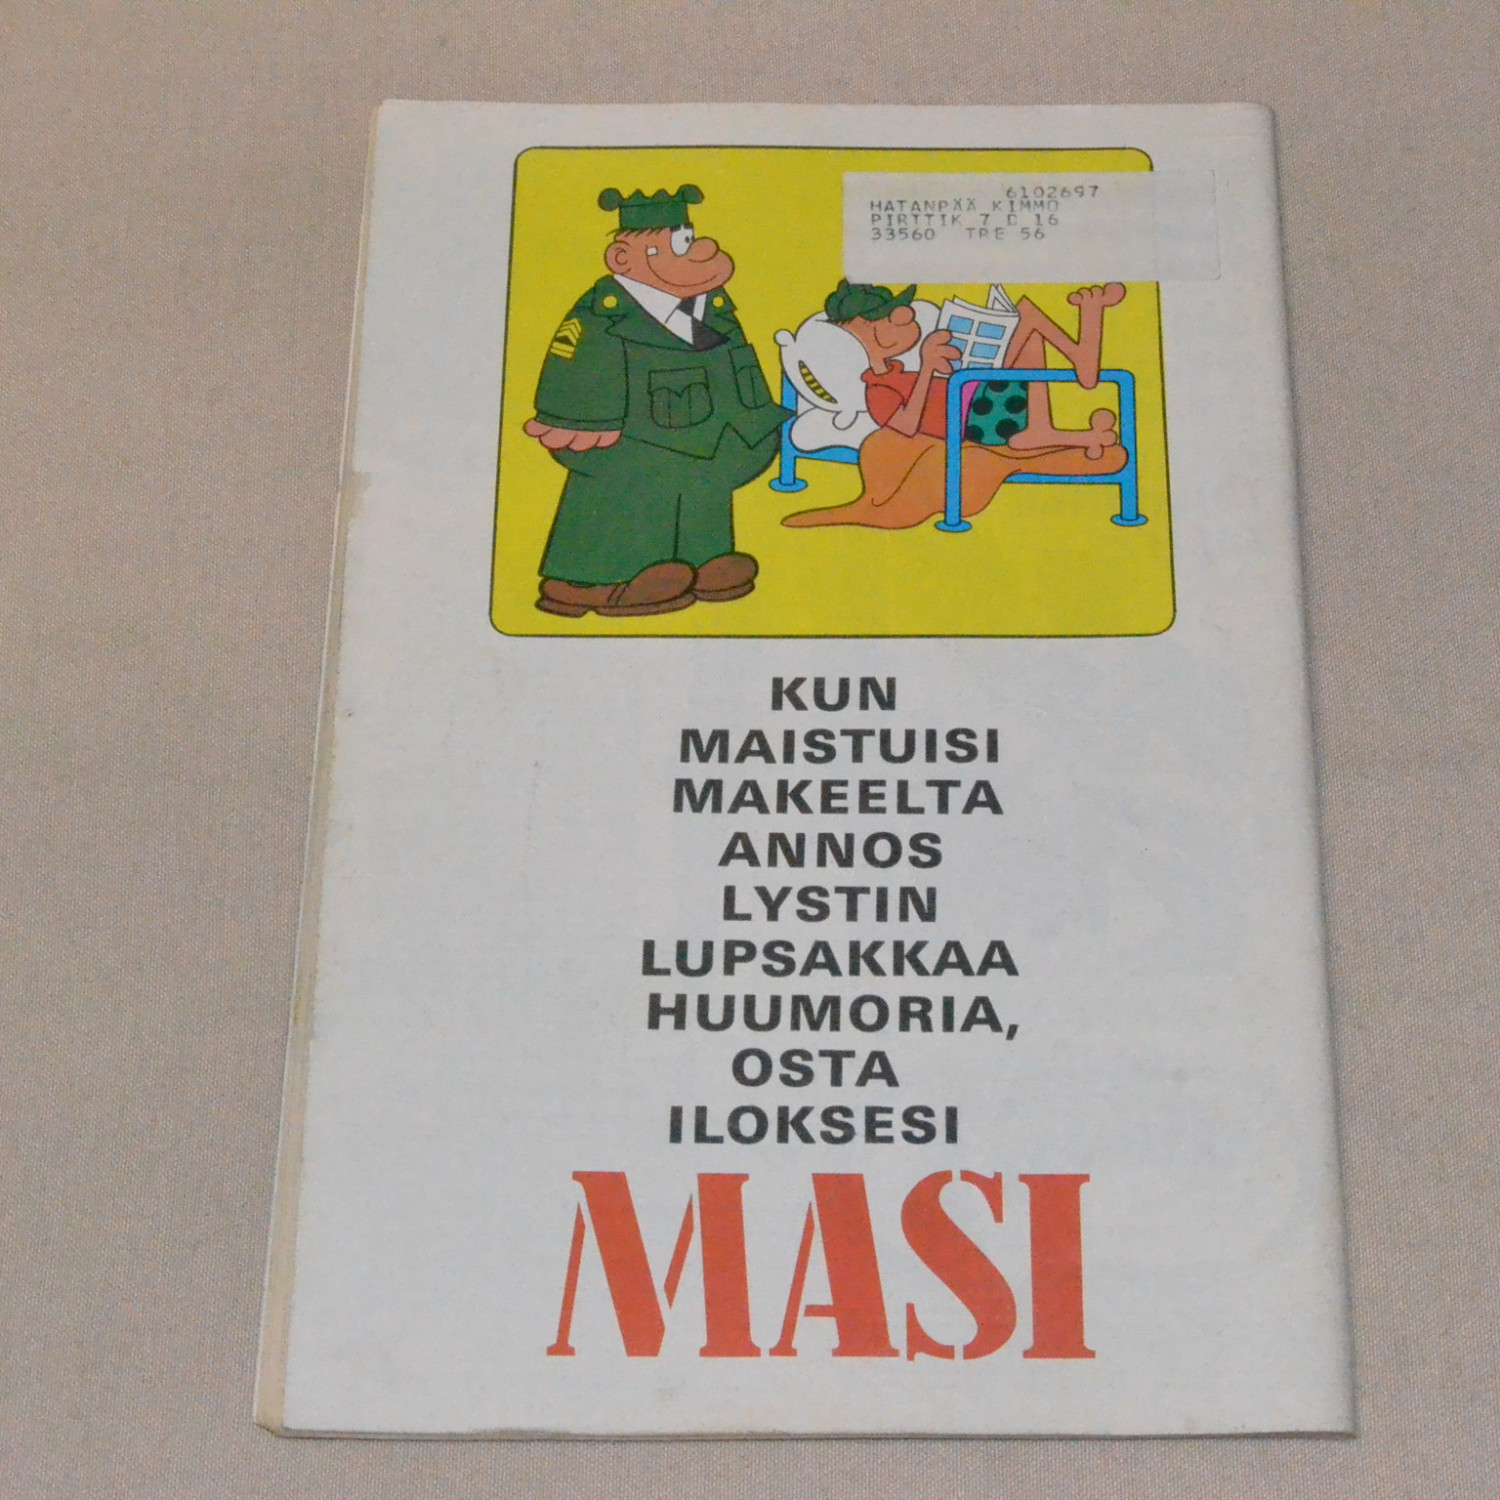 6102697
HATANPÄÄ KIMMO
PIRTTIK 7 D 16
33560 TRE 56
KUN
MAISTUISI
MAKEELTA
ANNOS
LYSTIN
LUPSAKKAA
HUUMORIA,
OSTA
ILOKSESI
MASI